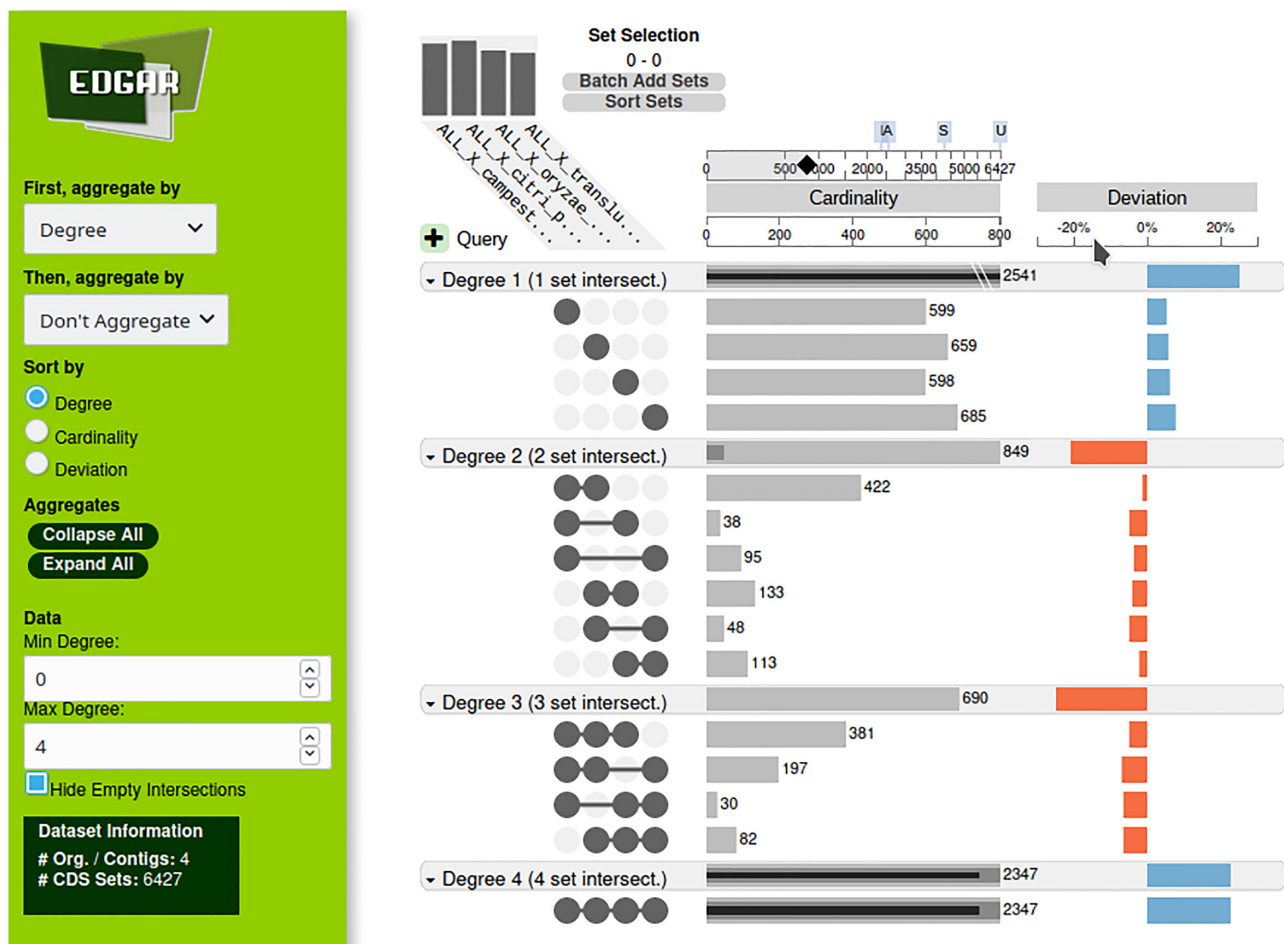 EDGAR
First, aggregate by
Degree
Then, aggregate by
Don't Aggregate
Sort by
Degree
Cardinality
Deviation
Aggregates
Collapse All
Expand All
Data
Min Degree:
0
Max Degree:
4
Hide Empty Intersections
Dataset Information
# Org. / Contigs: 4
# CDS Sets: 6427
Set Selection
0 - 0
Batch Add Sets
Sort Sets
ALL_X_campest...
ALL_X_citri_p...
ALL_X_oryzae_...
ALL_X_translu...
A S U
0 500 2000 3500 5000 6427
Cardinality Deviation
0 200 400 600 800 -20% 0% 20%
Query
Degree 1 (1 set intersect.) 2541
599
659
598
685
Degree 2 (2 set intersect.) 849
422
38
95
133
48
113
Degree 3 (3 set intersect.) 690
381
197
30
82
Degree 4 (4 set intersect.) 2347
2347